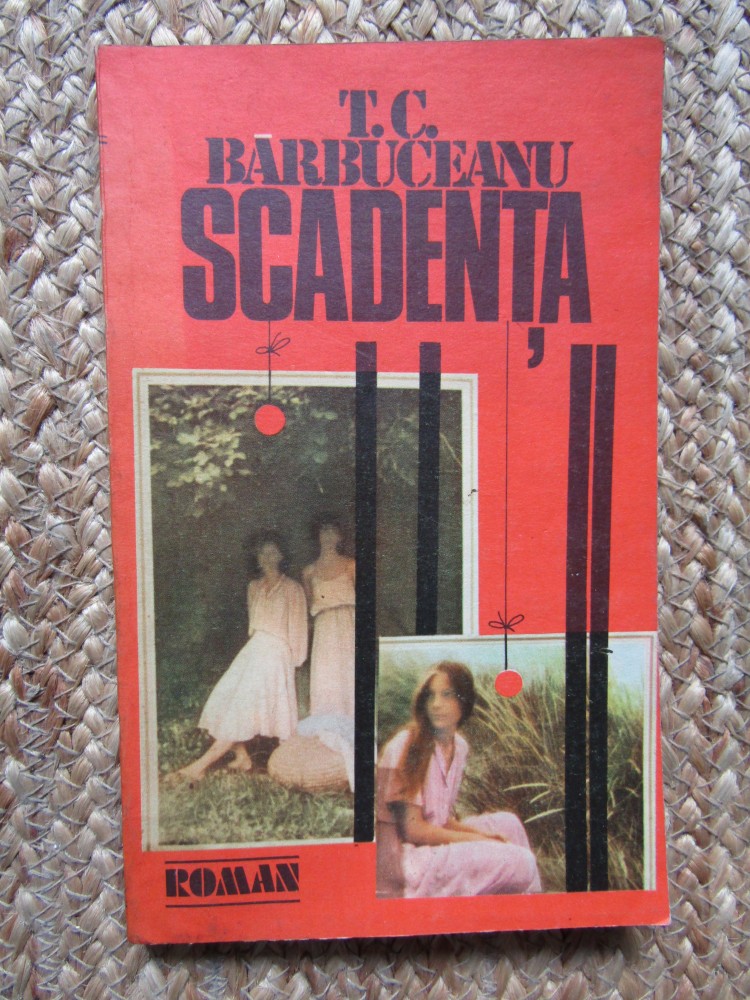 T. C.
BĂRBUCEANU
SCADENȚA
ROMAN